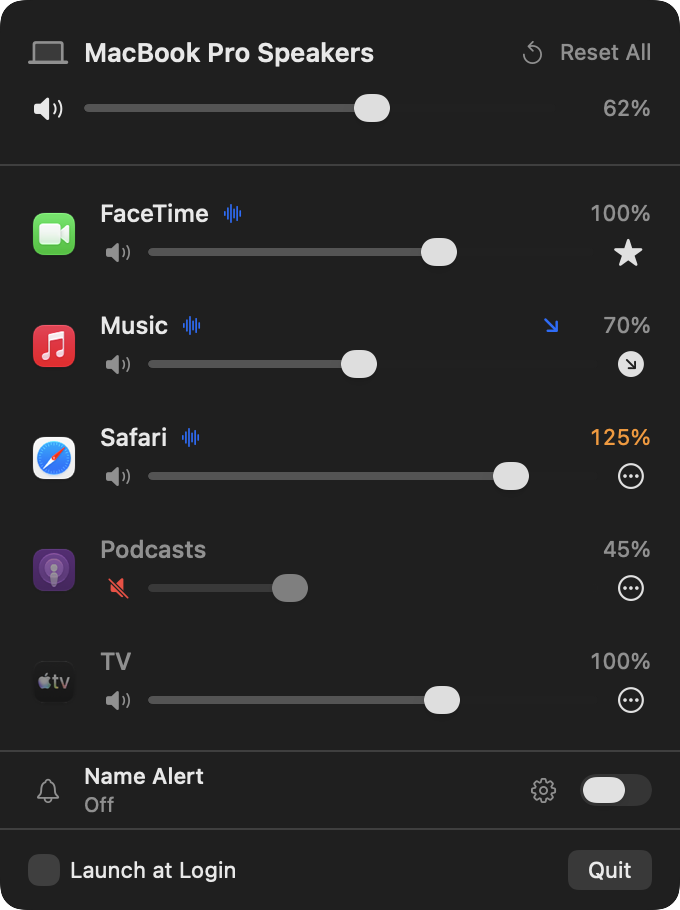 MacBook Pro Speakers
Reset All
62%
FaceTime
100%
Music
70%
Safari
125%
Podcasts
45%
tv
TV
100%
Name Alert
Off
Launch at Login
Quit